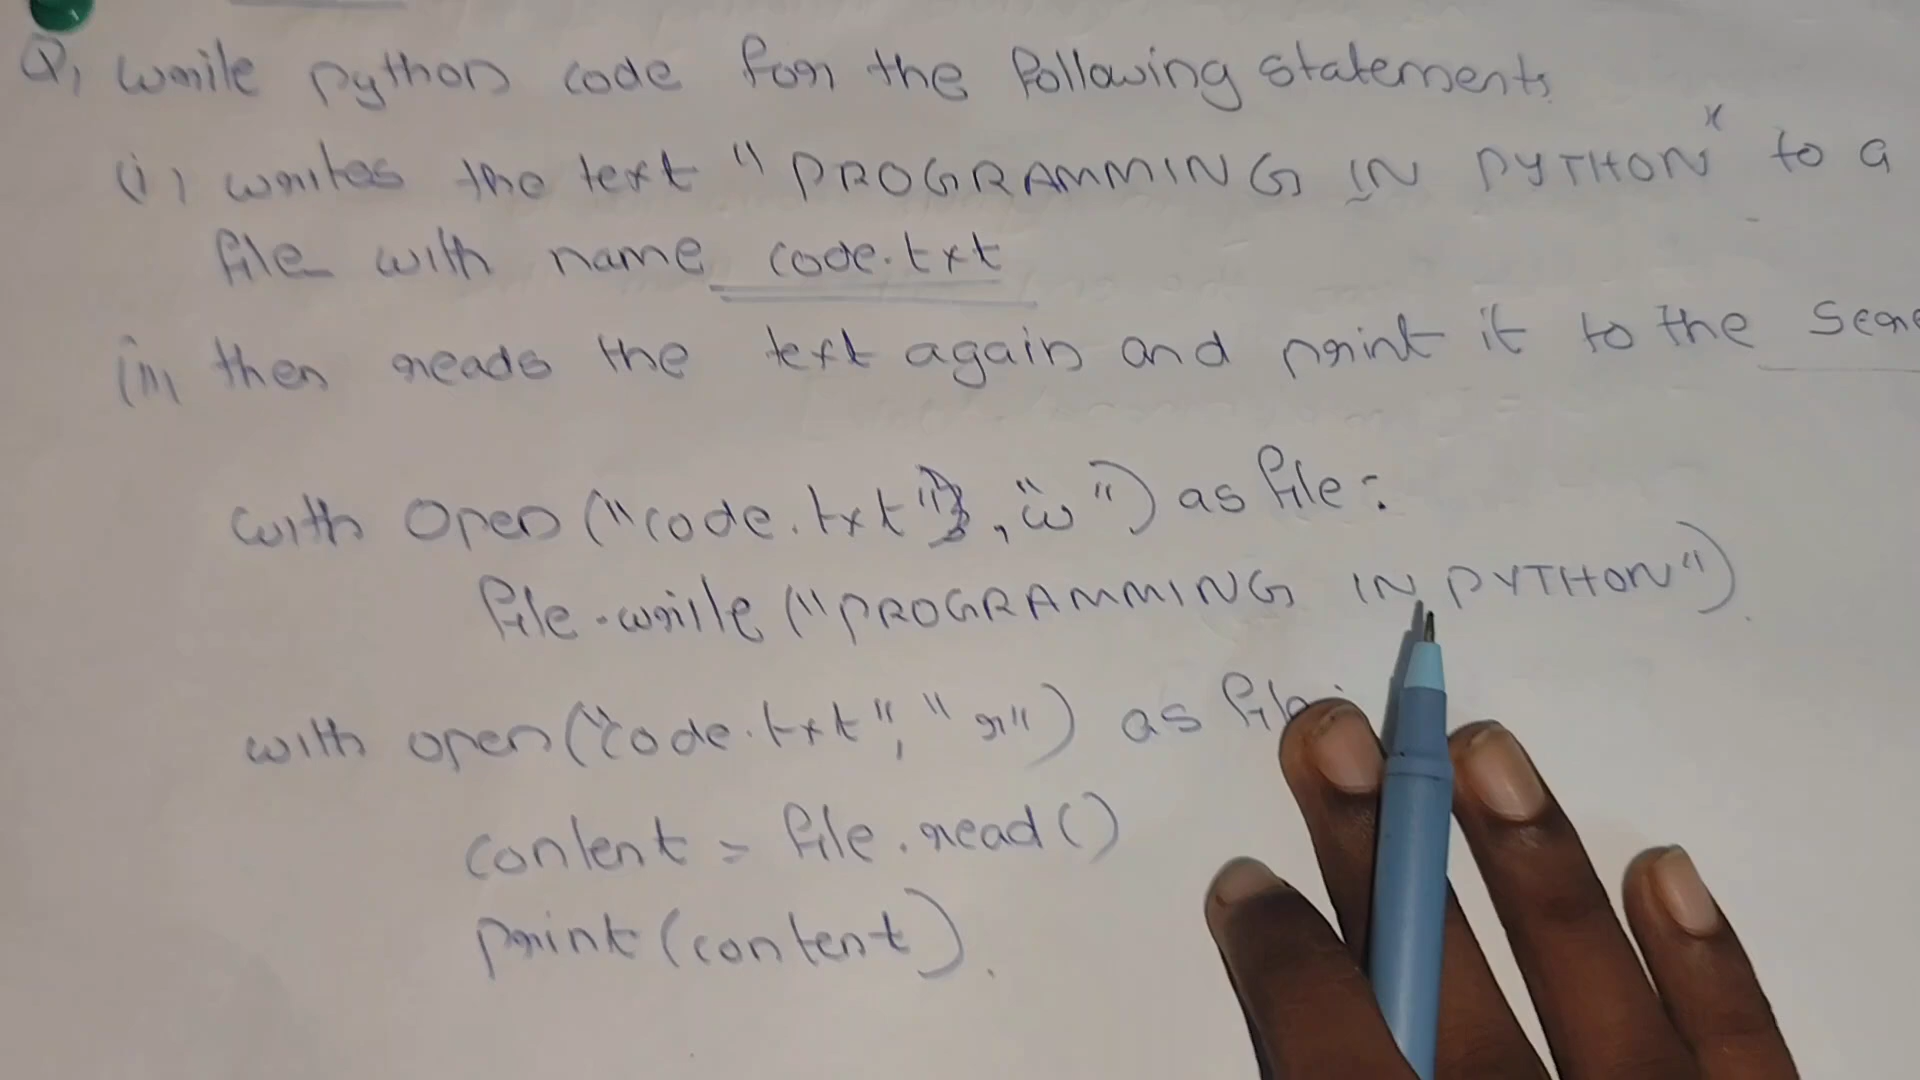 Q, write python code for the following statements
(i) writes the text "PROGRAMMING IN PYTHON" to a
file with name code.txt
(ii) then reads the text again and print it to the
with open("code.txt", "w") as file:
file.write("PROGRAMMING IN PYTHON")
with open("code.txt", "r") as file:
content = file.read()
print(content).